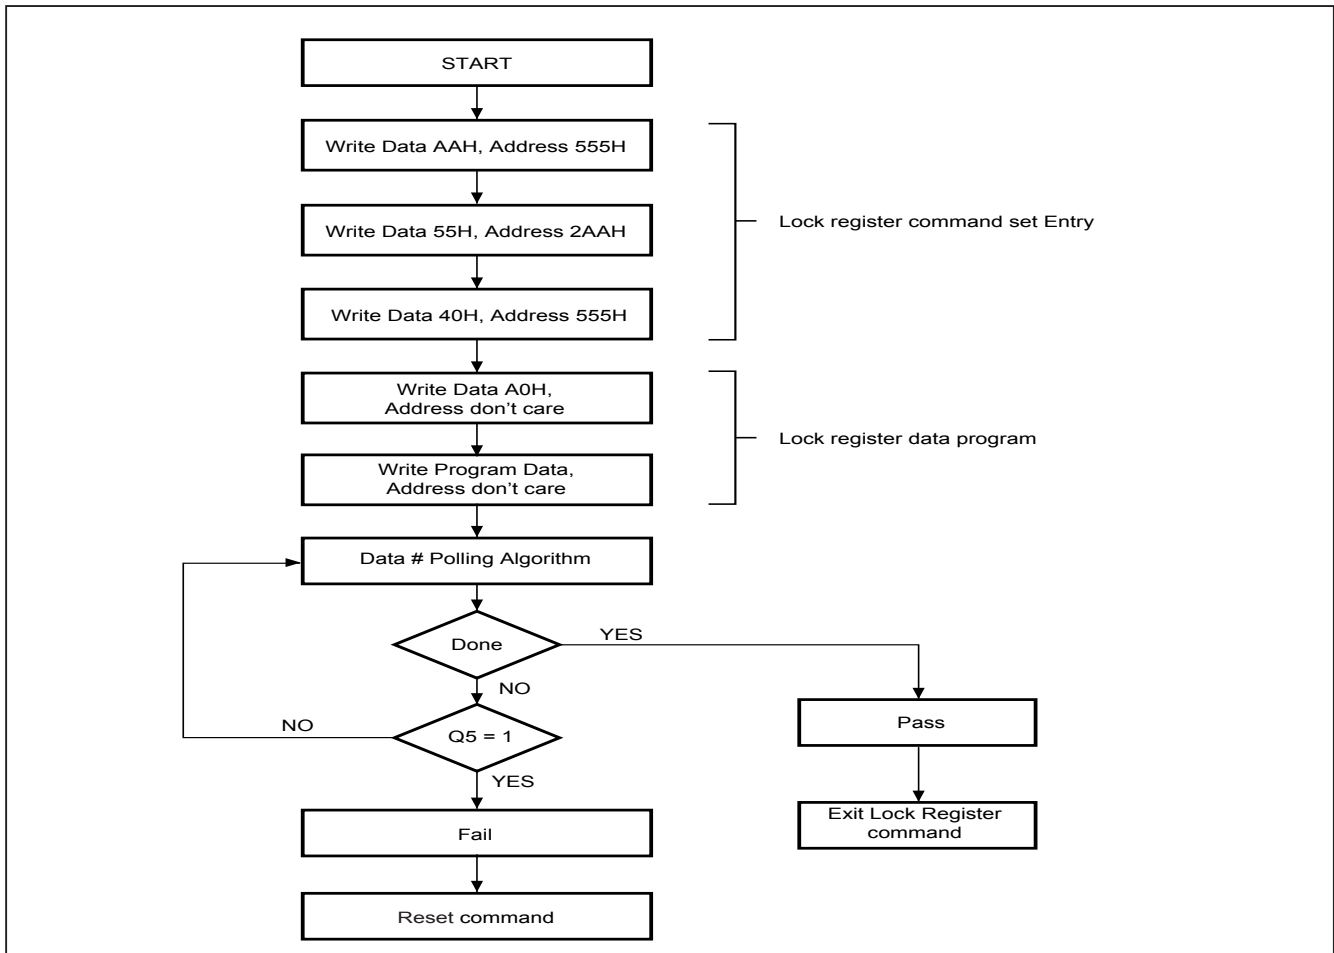 START
Write Data AAH, Address 555H
Write Data 55H, Address 2AAH
Lock register command set Entry
Write Data 40H, Address 555H
Write Data A0H,
Address don't care
Lock register data program
Write Program Data,
Address don't care
Data # Polling Algorithm
Done
YES
NO
Q5 = 1
NO
YES
Pass
Exit Lock Register
command
Fail
Reset command